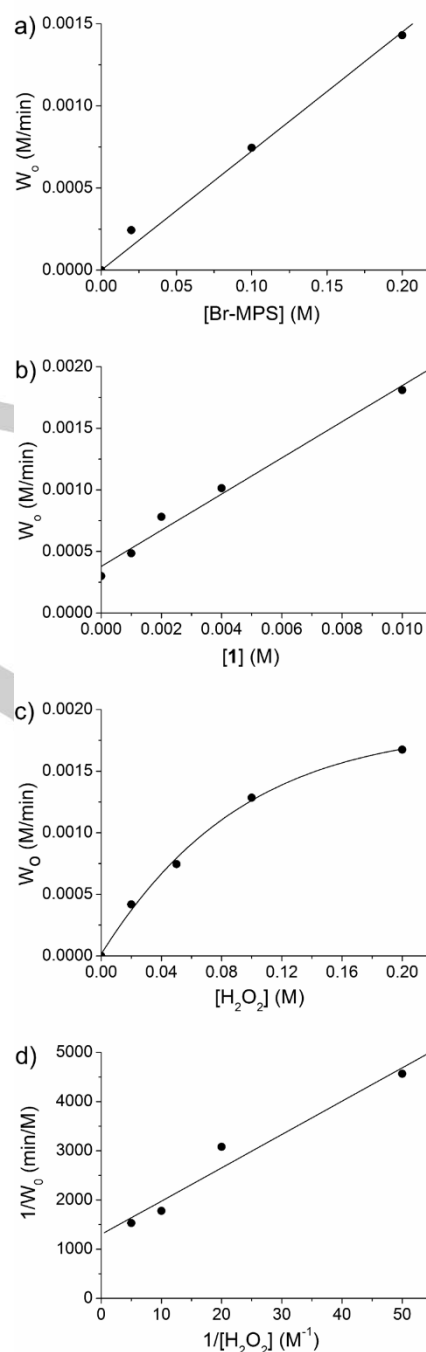 a)
0.0015
0.0010
0.0005
0.0000
W₀ (M/min)
0.00 0.05 0.10 0.15 0.20
[Br-MPS] (M)
b)
0.0020
0.0015
0.0010
0.0005
0.0000
W₀ (M/min)
0.000 0.002 0.004 0.006 0.008 0.010
[1] (M)
c)
0.0020
0.0015
0.0010
0.0005
0.0000
W₀ (M/min)
0.00 0.04 0.08 0.12 0.16 0.20
[H₂O₂] (M)
d)
5000
4000
3000
2000
1000
0
1/W₀ (min/M)
0 10 20 30 40 50
1/[H₂O₂] (M⁻¹)